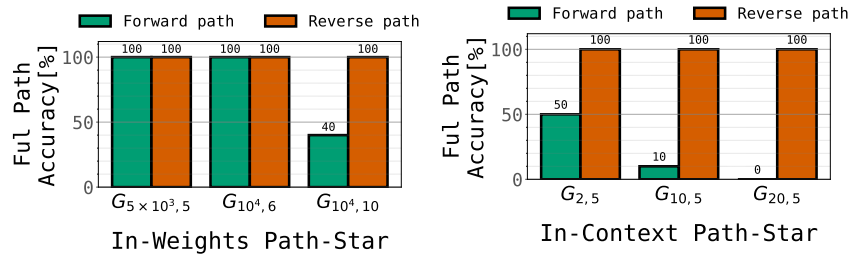 Forward path Reverse path
100 100 100 100 100
100
40
50
0
Ful Path
Accuracy[%]
G5×10³,5 G10⁴,6 G10⁴,10
In-Weights Path-Star
Forward path Reverse path
100 100 100
100
50
50
10
0
0
Ful Path
Accuracy[%]
G2,5 G10,5 G20,5
In-Context Path-Star